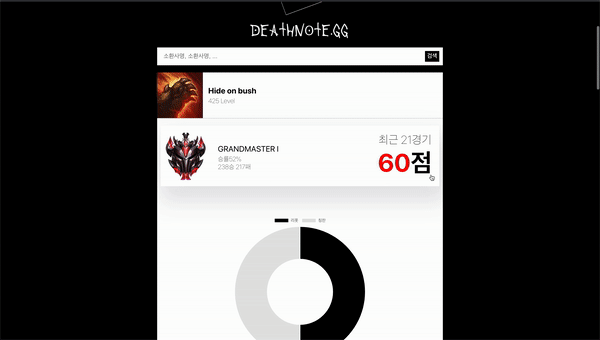 DEATHNOTE.GG
소환사명, 소환사명, ...
검색
Hide on bush
425 Level
GRANDMASTER I
승률52%
238승 217패
최근 21경기
60점